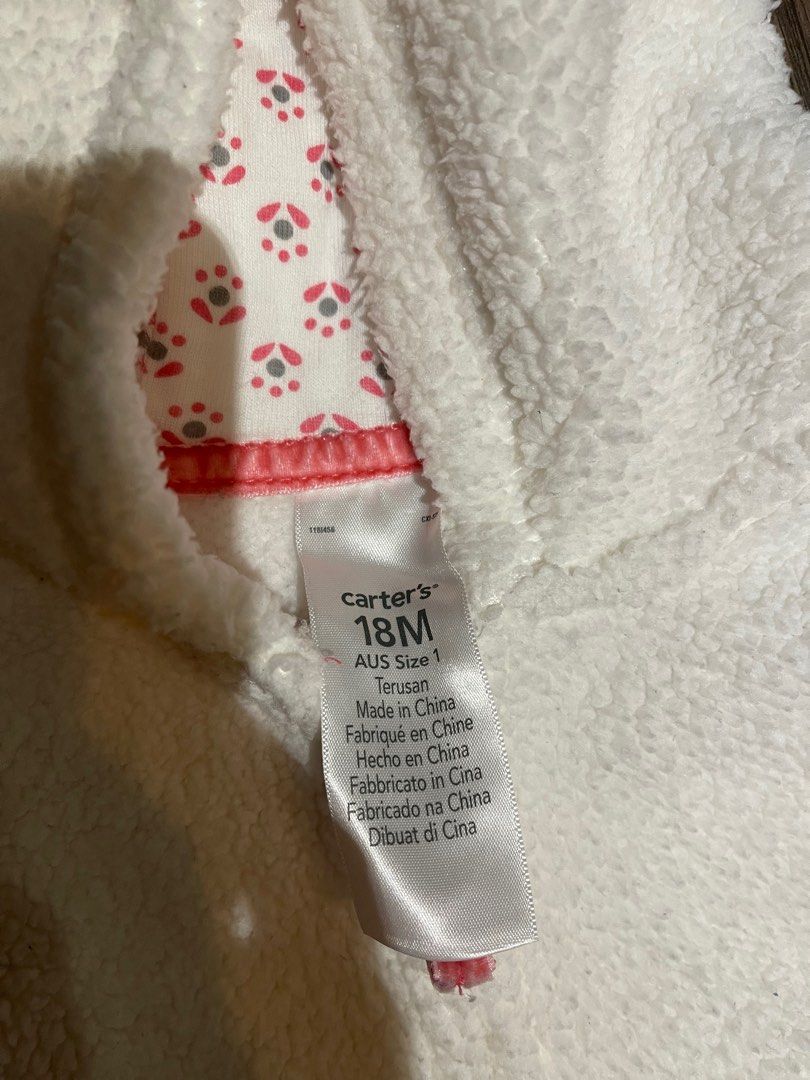 118I456
carter's
18M
AUS Size 1
Terusan
Made in China
Fabriqué en Chine
Hecho en China
Fabbricato in Cina
Fabricado na China
Dibuat di Cina